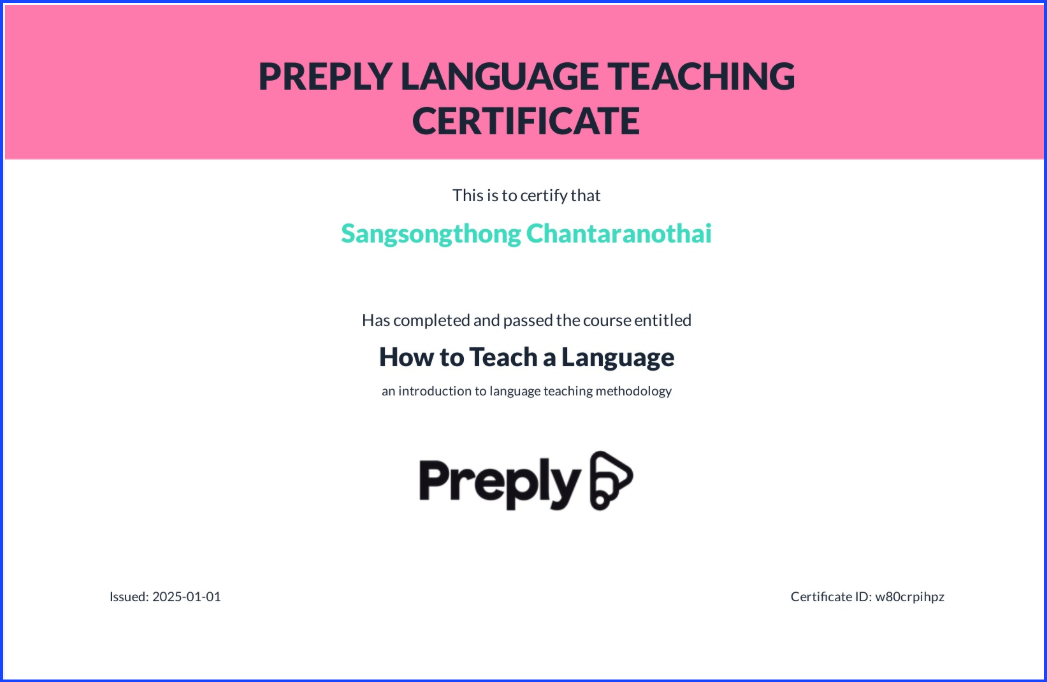 PREPLY LANGUAGE TEACHING
CERTIFICATE
This is to certify that
Sangsongthong Chantaranothai
Has completed and passed the course entitled
How to Teach a Language
an introduction to language teaching methodology
Preply
Issued: 2025-01-01
Certificate ID: w80crpihpz